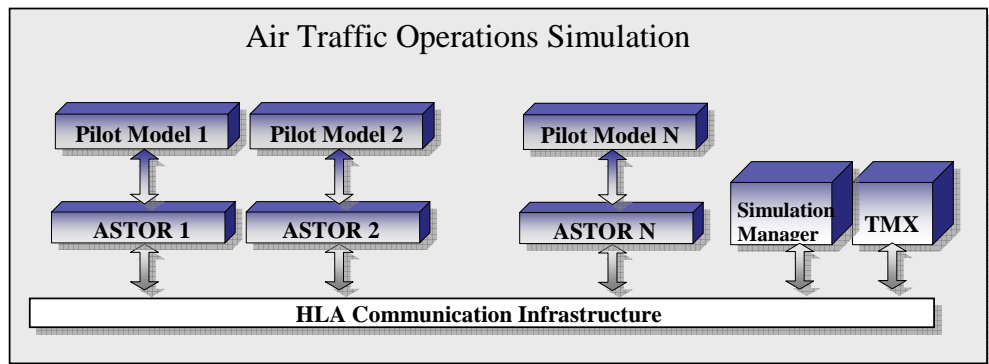 Air Traffic Operations Simulation
Pilot Model 1
Pilot Model 2
Pilot Model N
ASTOR 1
ASTOR 2
ASTOR N
Simulation
Manager
TMX
HLA Communication Infrastructure